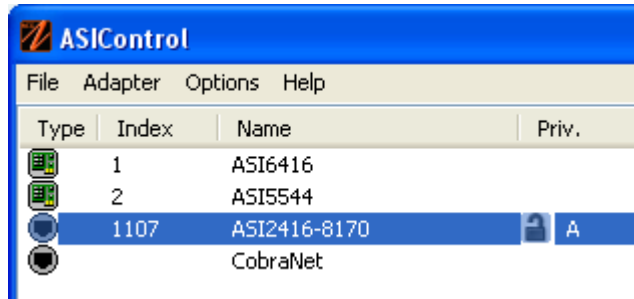 ASIControl
File Adapter Options Help
Type Index Name Priv.
1 ASI6416
2 ASI5544
1107 ASI2416-8170 A
CobraNet